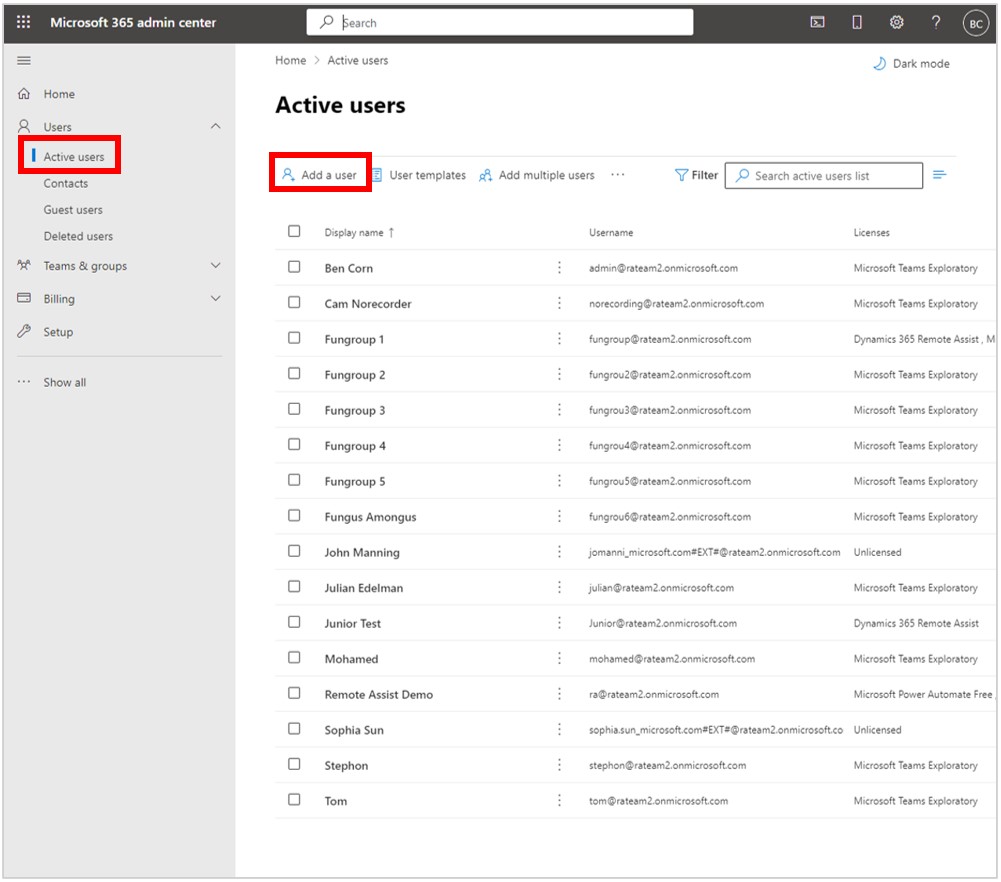 Microsoft 365 admin center
Search
BC
Home > Active users
Dark mode
Home
Users
Active users
Contacts
Guest users
Deleted users
Teams & groups
Billing
Setup
Show all
Active users
Add a user User templates Add multiple users ··· Filter Search active users list
Display name ↑ Username Licenses
Ben Corn admin@rateam2.onmicrosoft.com Microsoft Teams Exploratory
Cam Norecorder norecording@rateam2.onmicrosoft.com Microsoft Teams Exploratory
Fungroup 1 fungroup@rateam2.onmicrosoft.com Dynamics 365 Remote Assist , M
Fungroup 2 fungrou2@rateam2.onmicrosoft.com Microsoft Teams Exploratory
Fungroup 3 fungrou3@rateam2.onmicrosoft.com Microsoft Teams Exploratory
Fungroup 4 fungrou4@rateam2.onmicrosoft.com Microsoft Teams Exploratory
Fungroup 5 fungrou5@rateam2.onmicrosoft.com Microsoft Teams Exploratory
Fungus Amongus fungrou6@rateam2.onmicrosoft.com Microsoft Teams Exploratory
John Manning jomanni_microsoft.com#EXT#@rateam2.onmicrosoft.com Unlicensed
Julian Edelman julian@rateam2.onmicrosoft.com Microsoft Teams Exploratory
Junior Test Junior@rateam2.onmicrosoft.com Dynamics 365 Remote Assist
Mohamed mohamed@rateam2.onmicrosoft.com Microsoft Teams Exploratory
Remote Assist Demo ra@rateam2.onmicrosoft.com Microsoft Power Automate Free ,
Sophia Sun sophia.sun_microsoft.com#EXT#@rateam2.onmicrosoft.co Unlicensed
Stephon stephon@rateam2.onmicrosoft.com Microsoft Teams Exploratory
Tom tom@rateam2.onmicrosoft.com Microsoft Teams Exploratory